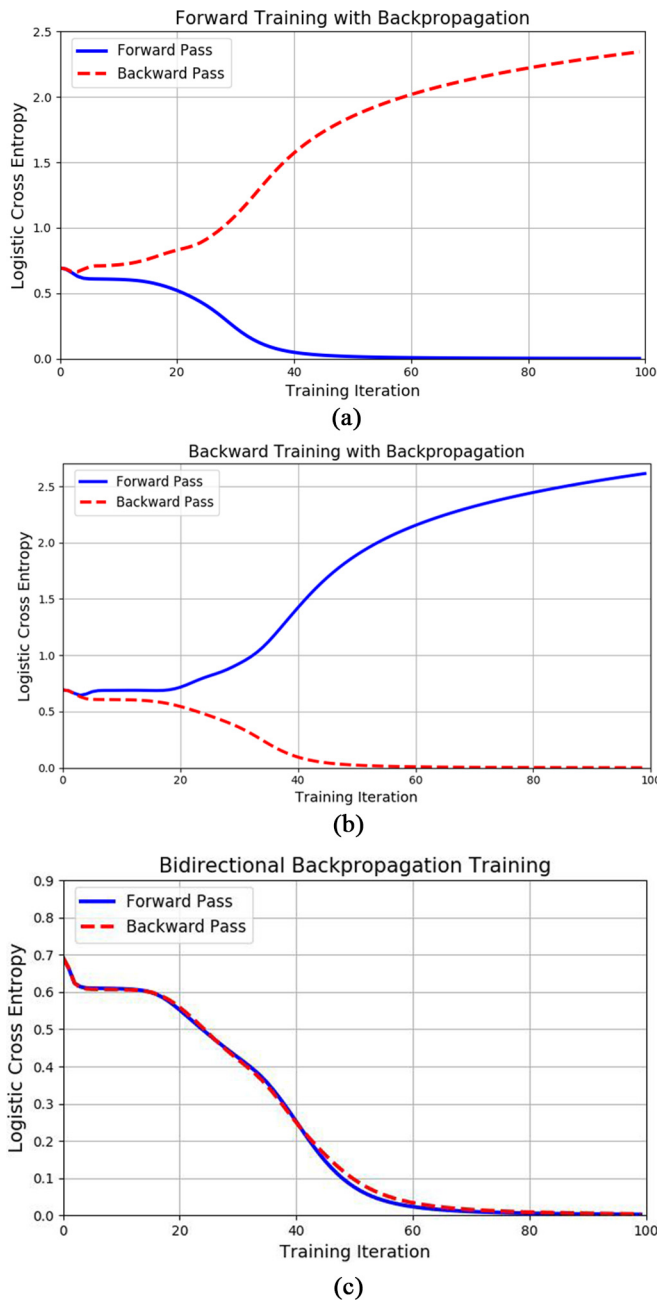 Forward Training with Backpropagation
Forward Pass
Backward Pass
Logistic Cross Entropy
2.5
2.0
1.5
1.0
0.5
0.0
0 20 40 60 80 100
Training Iteration
(a)
Backward Training with Backpropagation
Forward Pass
Backward Pass
Logistic Cross Entropy
2.5
2.0
1.5
1.0
0.5
0.0
0 20 40 60 80 100
Training Iteration
(b)
Bidirectional Backpropagation Training
Forward Pass
Backward Pass
Logistic Cross Entropy
0.9
0.8
0.7
0.6
0.5
0.4
0.3
0.2
0.1
0.0
0 20 40 60 80 100
Training Iteration
(c)